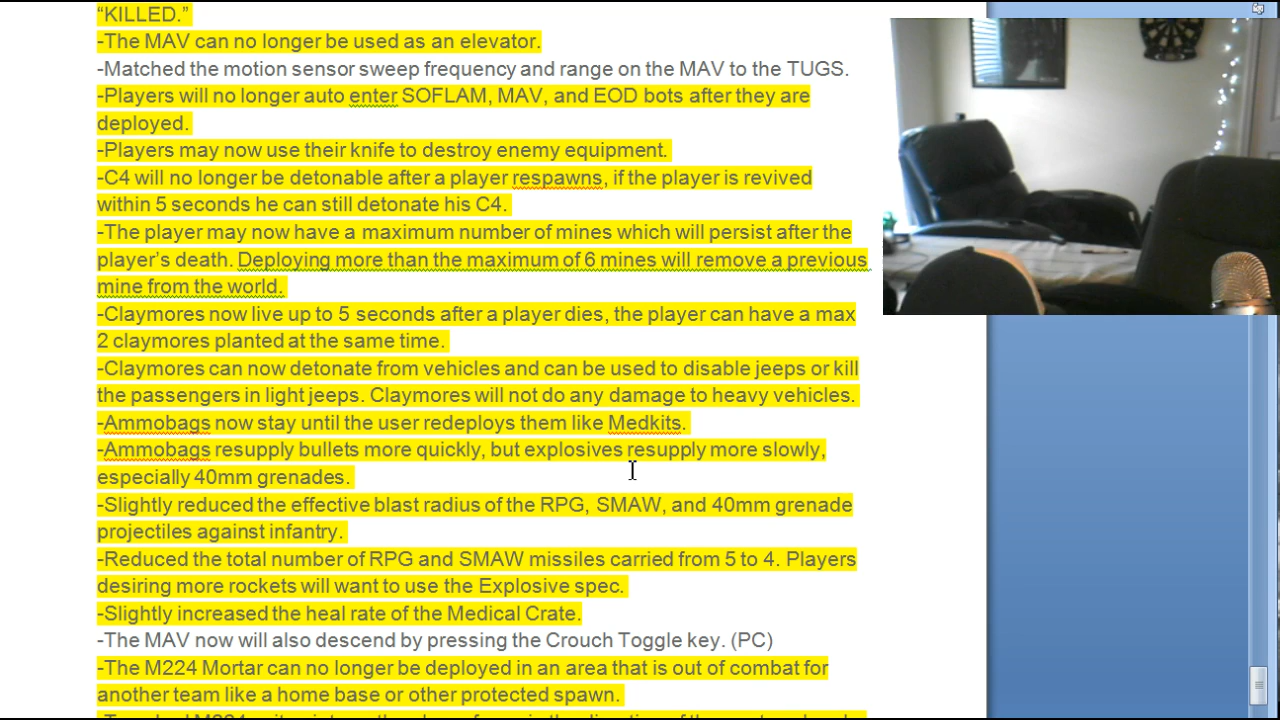 “KILLED.”
-The MAV can no longer be used as an elevator.
-Matched the motion sensor sweep frequency and range on the MAV to the TUGS.
-Players will no longer auto enter SOFLAM, MAV, and EOD bots after they are
deployed.
-Players may now use their knife to destroy enemy equipment.
-C4 will no longer be detonable after a player respawns, if the player is revived
within 5 seconds he can still detonate his C4.
-The player may now have a maximum number of mines which will persist after the
player’s death. Deploying more than the maximum of 6 mines will remove a previous
mine from the world.
-Claymores now live up to 5 seconds after a player dies, the player can have a max
2 claymores planted at the same time.
-Claymores can now detonate from vehicles and can be used to disable jeeps or kill
the passengers in light jeeps. Claymores will not do any damage to heavy vehicles.
-Ammobags now stay until the user redeploys them like Medkits.
-Ammobags resupply bullets more quickly, but explosives resupply more slowly,
especially 40mm grenades.
-Slightly reduced the effective blast radius of the RPG, SMAW, and 40mm grenade
projectiles against infantry.
-Reduced the total number of RPG and SMAW missiles carried from 5 to 4. Players
desiring more rockets will want to use the Explosive spec.
-Slightly increased the heal rate of the Medical Crate.
-The MAV now will also descend by pressing the Crouch Toggle key. (PC)
-The M224 Mortar can no longer be deployed in an area that is out of combat for
another team like a home base or other protected spawn.